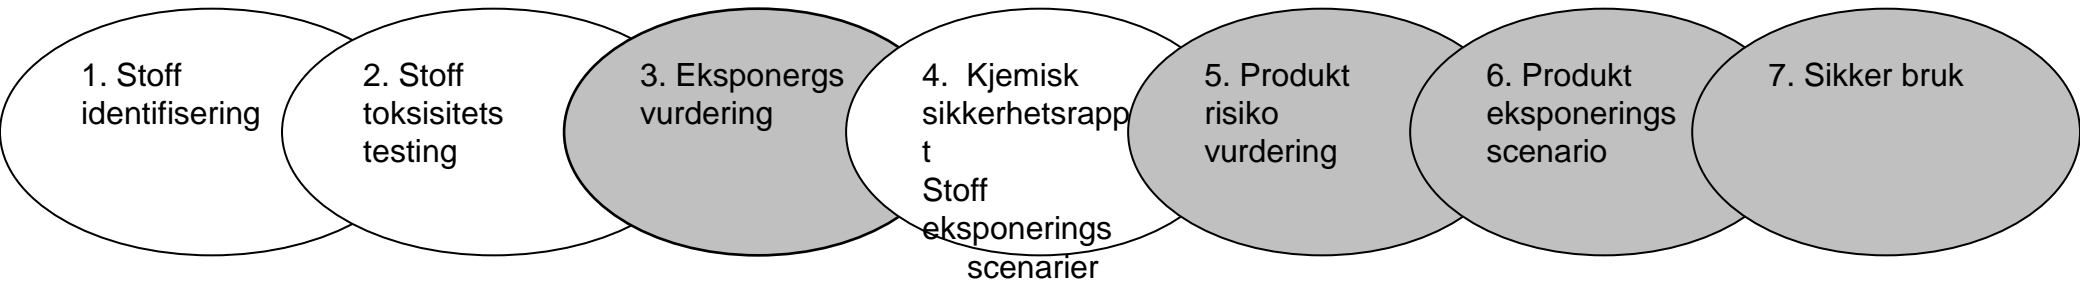 1. Stoff
identifisering
2. Stoff
toksisitets
testing
3. Eksponergs
vurdering
4. Kjemisk
sikkerhetsrapp
t
Stoff
eksponerings
scenarier
5. Produkt
risiko
vurdering
6. Produkt
eksponerings
scenario
7. Sikker bruk